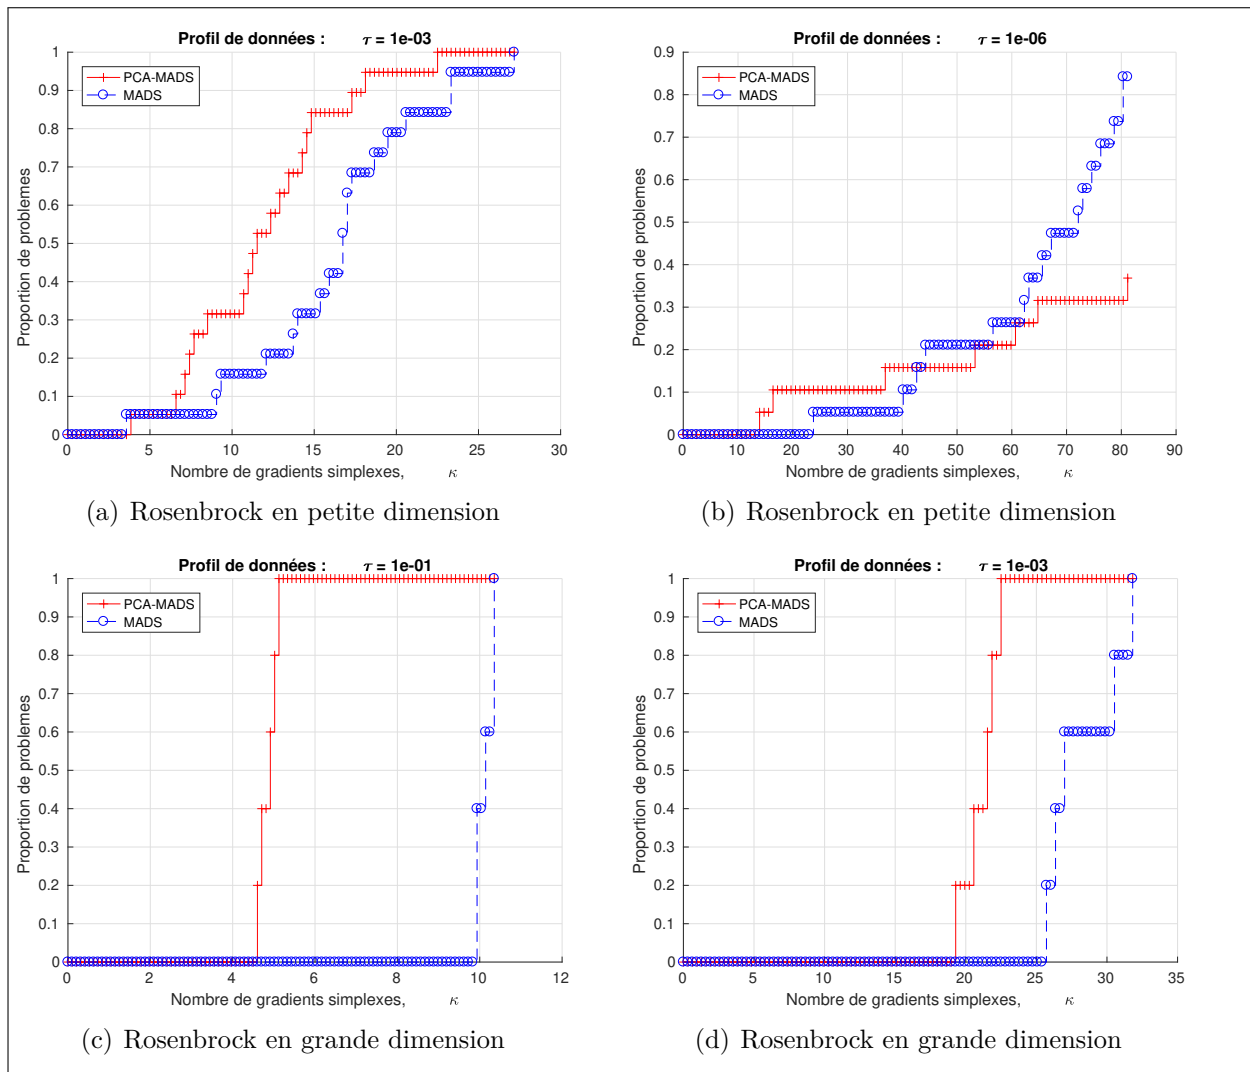 Profil de données : τ = 1e-03
PCA-MADS
MADS
Proportion de problemes
1
0.9
0.8
0.7
0.6
0.5
0.4
0.3
0.2
0.1
0
0 5 10 15 20 25 30
Nombre de gradients simplexes, κ
(a) Rosenbrock en petite dimension
Profil de données : τ = 1e-06
PCA-MADS
MADS
Proportion de problemes
0.9
0.8
0.7
0.6
0.5
0.4
0.3
0.2
0.1
0
0 10 20 30 40 50 60 70 80 90
Nombre de gradients simplexes, κ
(b) Rosenbrock en petite dimension
Profil de données : τ = 1e-01
PCA-MADS
MADS
Proportion de problemes
1
0.9
0.8
0.7
0.6
0.5
0.4
0.3
0.2
0.1
0
0 2 4 6 8 10 12
Nombre de gradients simplexes, κ
(c) Rosenbrock en grande dimension
Profil de données : τ = 1e-03
PCA-MADS
MADS
Proportion de problemes
1
0.9
0.8
0.7
0.6
0.5
0.4
0.3
0.2
0.1
0
0 5 10 15 20 25 30 35
Nombre de gradients simplexes, κ
(d) Rosenbrock en grande dimension